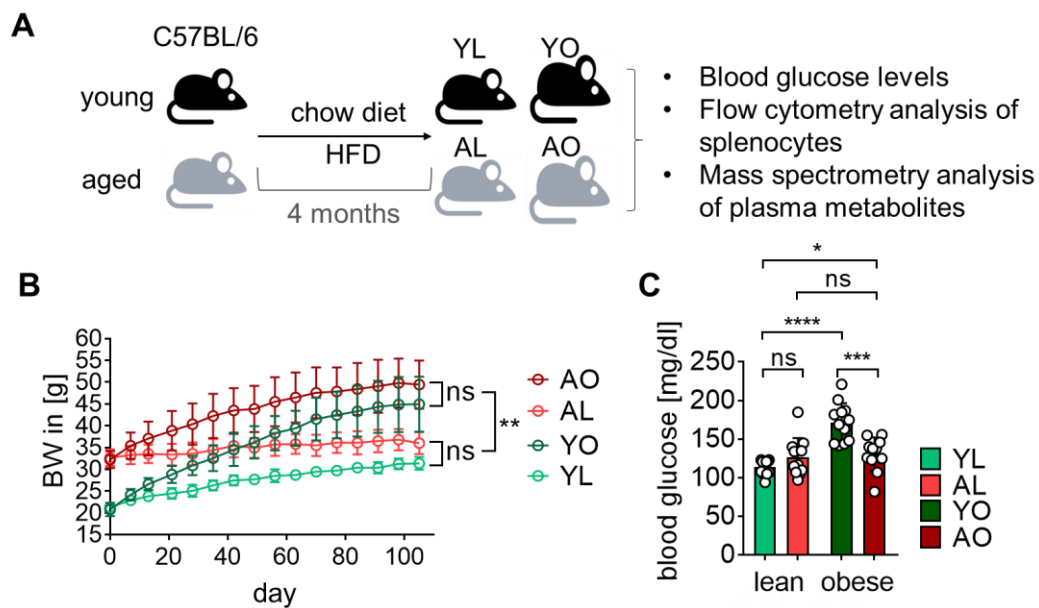 A
C57BL/6
young
aged
chow diet
HFD
4 months
YL
YO
AL
AO
• Blood glucose levels
• Flow cytometry analysis of
splenocytes
• Mass spectrometry analysis
of plasma metabolites
B
BW in [g]
60
55
50
45
40
35
30
25
20
15
0
20
40
60
80
100
day
ns
ns
**
AO
AL
YO
YL
C
blood glucose [mg/dl]
250
200
150
100
50
0
*
ns
****
ns
***
lean
obese
YL
AL
YO
AO